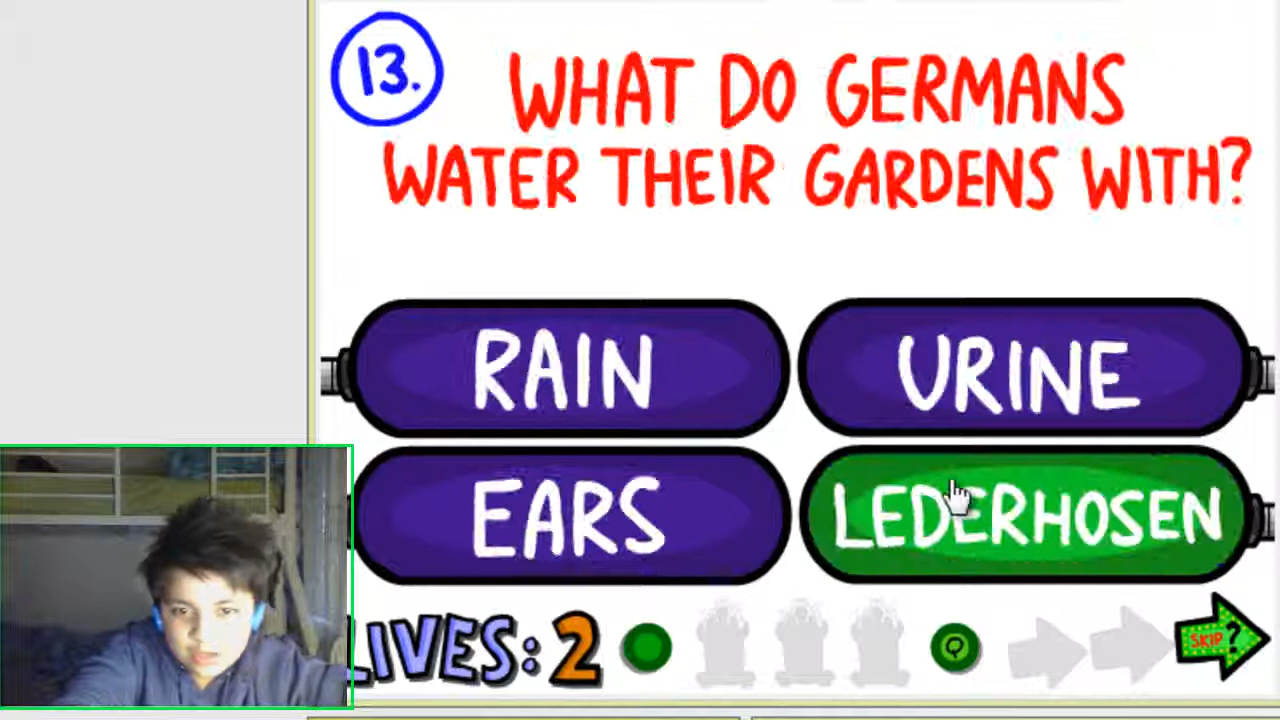 13.
WHAT DO GERMANS
WATER THEIR GARDENS WITH?
RAIN
URINE
EARS
LEDERHOSEN
LIVES: 2
SKIP?